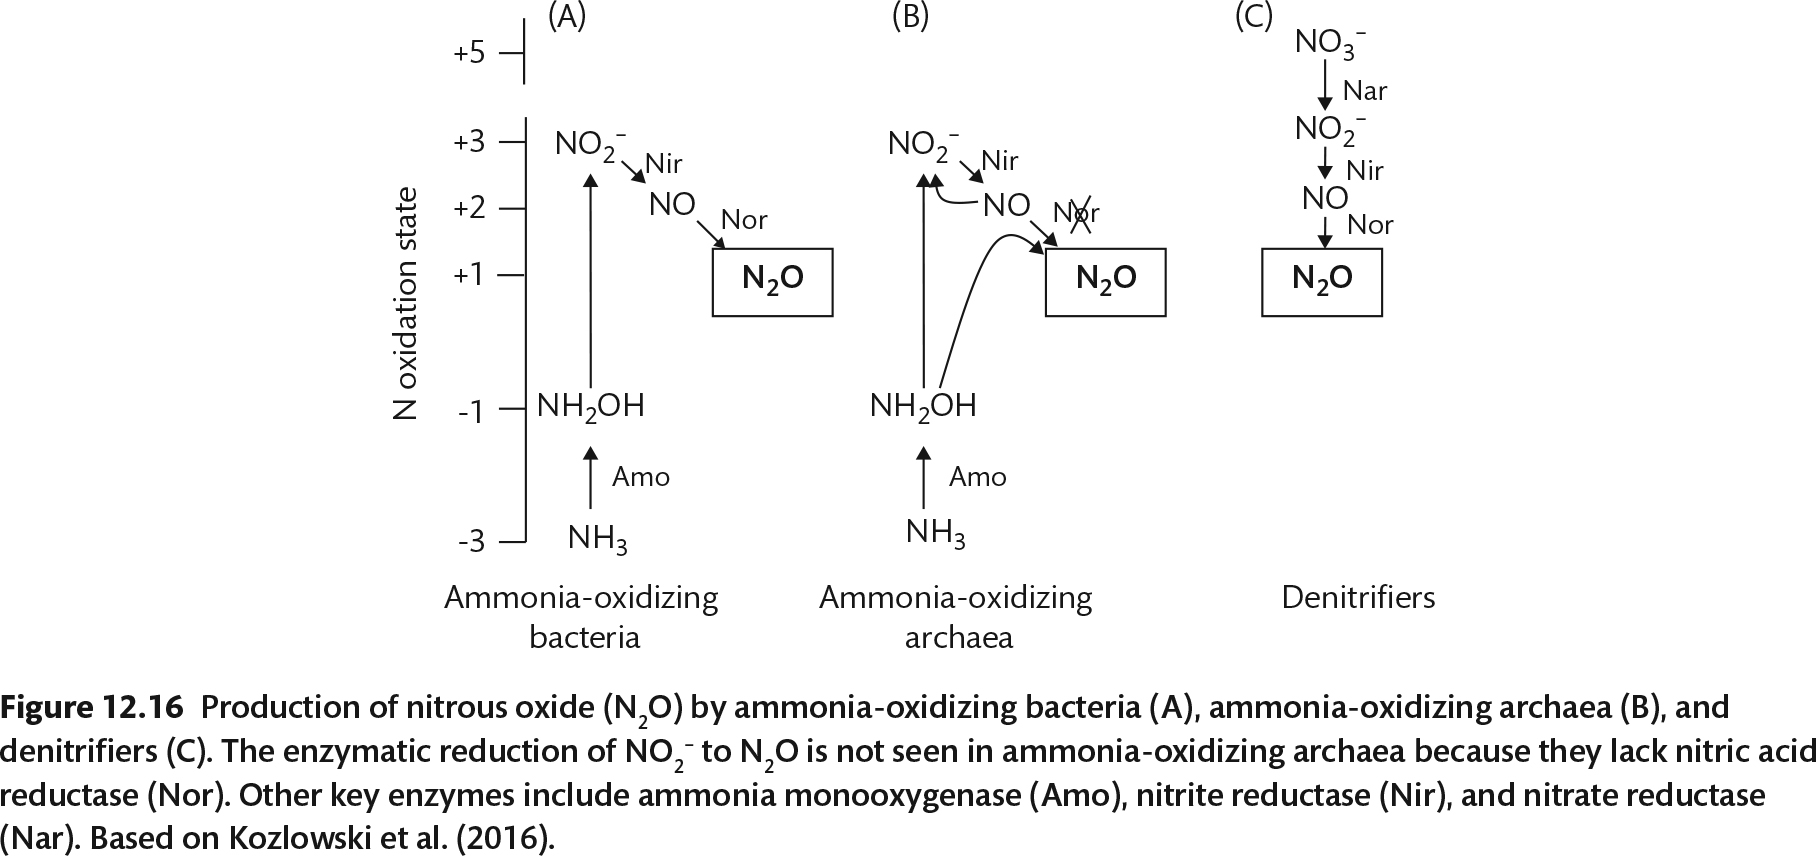 (A) (B) (C)
+5
+3
+2
+1
-1
-3
N oxidation state
NO₂⁻
Nir
NO
Nor
N₂O
NH₂OH
Amo
NH₃
Ammonia-oxidizing
bacteria
NO₂⁻
Nir
NO
Nor
N₂O
NH₂OH
Amo
NH₃
Ammonia-oxidizing
archaea
NO₃⁻
Nar
NO₂⁻
Nir
NO
Nor
N₂O
Denitrifiers
Figure 12.16 Production of nitrous oxide (N₂O) by ammonia-oxidizing bacteria (A), ammonia-oxidizing archaea (B), and
denitrifiers (C). The enzymatic reduction of NO₂⁻ to N₂O is not seen in ammonia-oxidizing archaea because they lack nitric acid
reductase (Nor). Other key enzymes include ammonia monooxygenase (Amo), nitrite reductase (Nir), and nitrate reductase
(Nar). Based on Kozlowski et al. (2016).